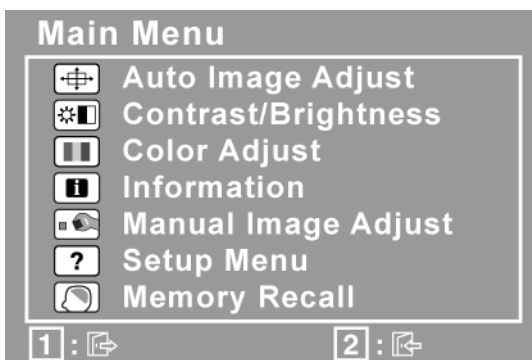 Main Menu
Auto Image Adjust
Contrast/Brightness
Color Adjust
Information
Manual Image Adjust
Setup Menu
Memory Recall
1 : 2 :